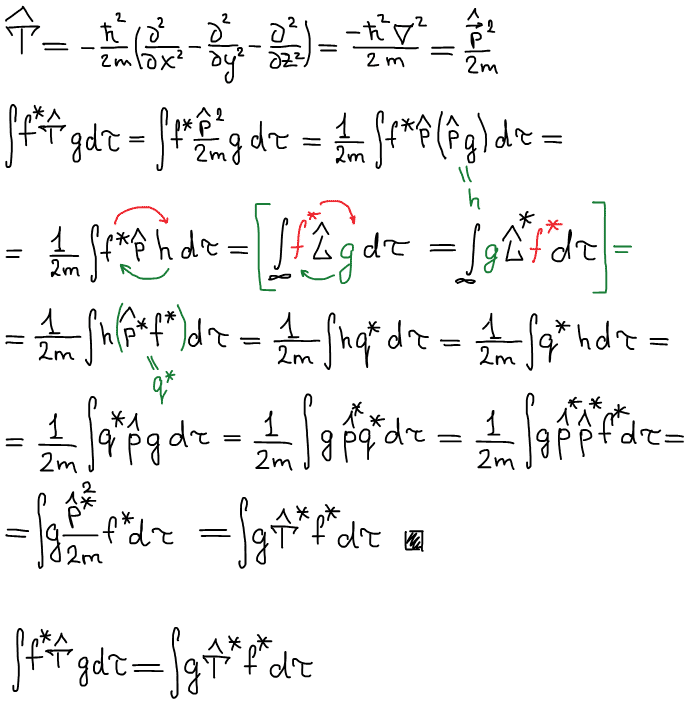 T̂ = -ħ²/2m (∂²/∂x² - ∂²/∂y² - ∂²/∂z²) = -ħ²∇²/2m = p̂⃗²/2m
∫f*T̂ g dτ = ∫f* p̂²/2m g dτ = 1/2m ∫f*p̂(p̂g) dτ =
॥
h
= 1/2m ∫f*p̂ h dτ = [∫∞ f* L̂ g dτ = ∫∞ g L̂* f* dτ] =
= 1/2m ∫h(p̂*f*)dτ = 1/2m ∫hq* dτ = 1/2m ∫q* h dτ =
॥
q*
= 1/2m ∫q*p̂ g dτ = 1/2m ∫g p̂*q* dτ = 1/2m ∫g p̂*p̂*f*dτ =
= ∫g p̂*²/2m f*dτ = ∫g T̂* f* dτ
∫f*T̂ g dτ = ∫g T̂* f* dτ